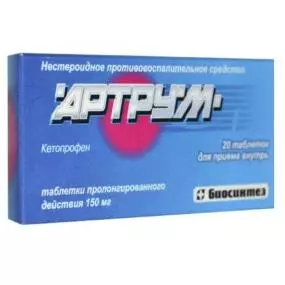 Нестероидное противовоспалительное средство
АРТРУМ
Кетопрофен
20 таблеток
для приема внутрь
таблетки пролонгированного
действия 150 мг
биосинтез